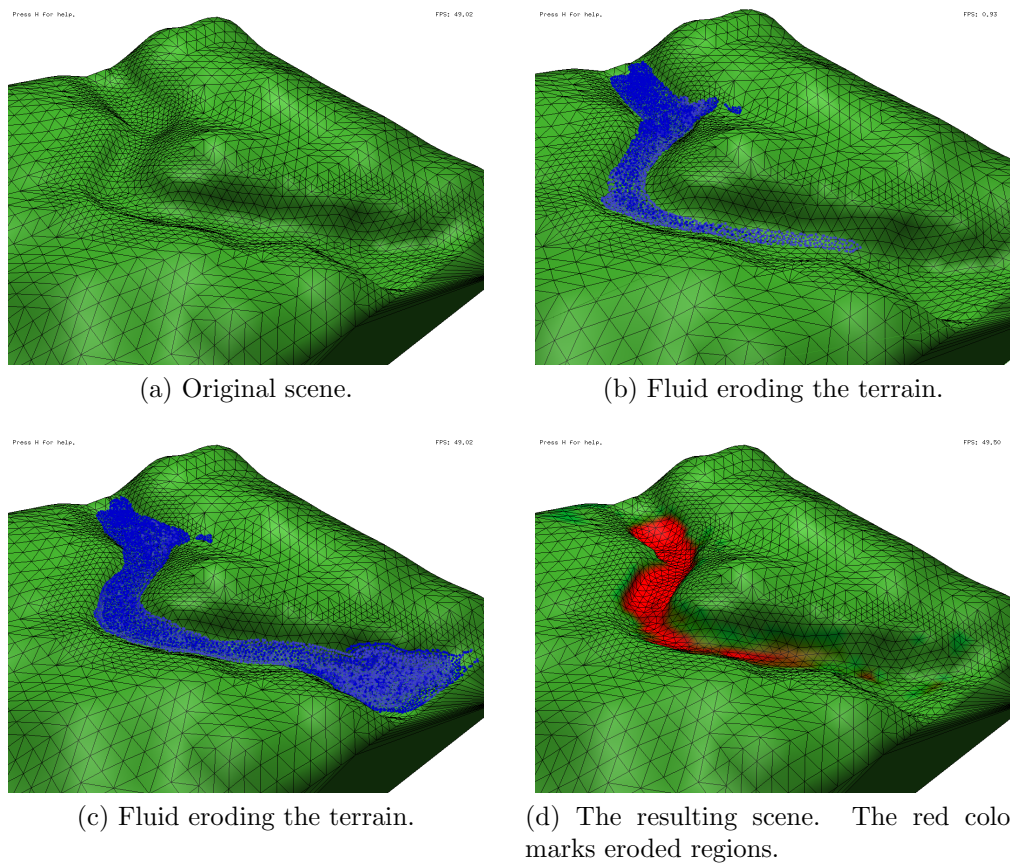 Press H for help.
FPS: 49,02
Press H for help.
FPS: 0,93
(a) Original scene.
(b) Fluid eroding the terrain.
Press H for help.
FPS: 49,02
Press H for help.
FPS: 49,50
(c) Fluid eroding the terrain.
(d) The resulting scene. The red colo
marks eroded regions.